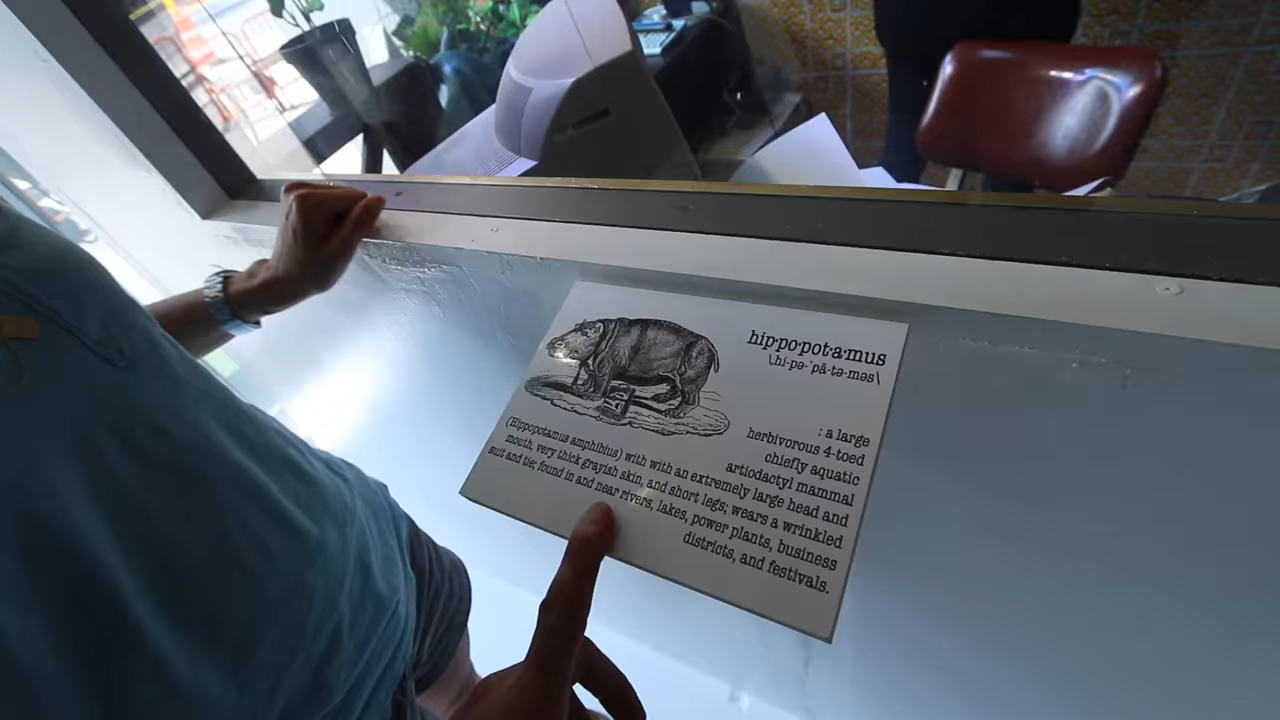 hip·po·pot·a·mus
\hi-pə-ˈpä-tə-məs\
: a large
herbivorous 4-toed
chiefly aquatic
artiodactyl mammal
(Hippopotamus amphibius) with with an extremely large head and
mouth, very thick grayish skin, and short legs; wears a wrinkled
suit and tie; found in and near rivers, lakes, power plants, business
districts, and festivals.